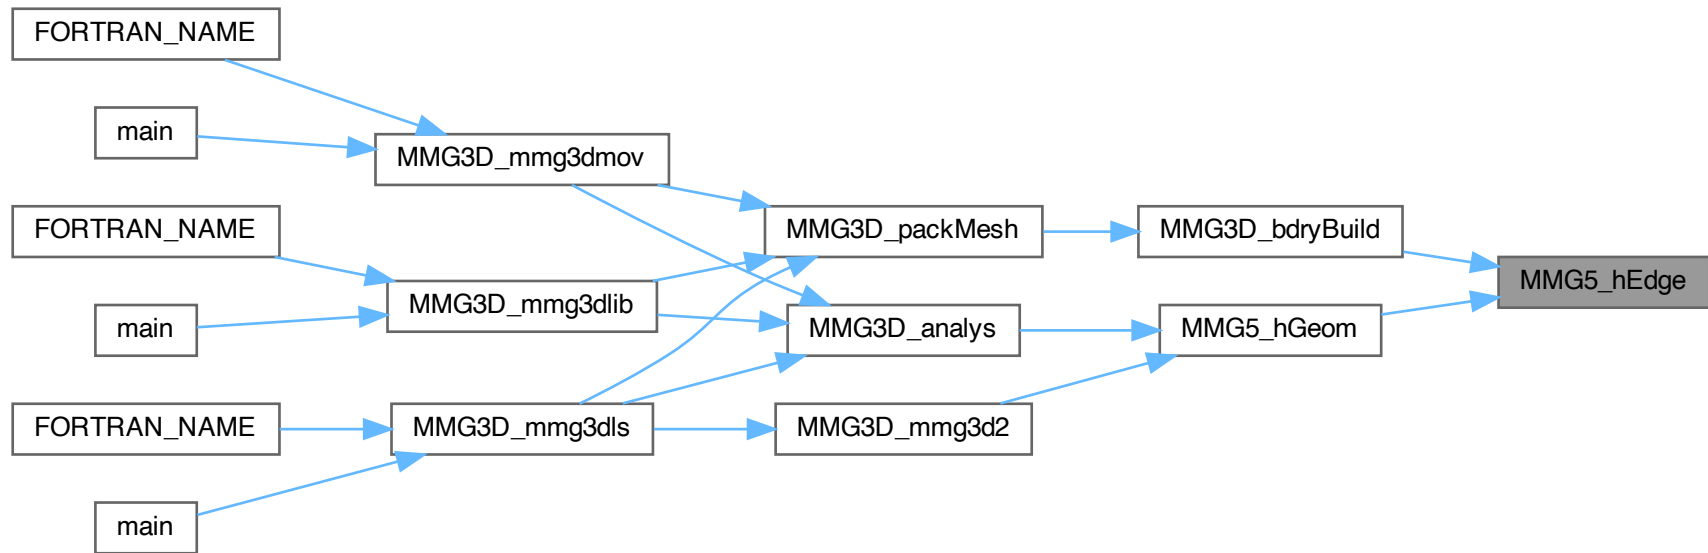 FORTRAN_NAME
main
MMG3D_mmg3dmov
FORTRAN_NAME
MMG3D_packMesh
MMG3D_bdryBuild
MMG5_hEdge
main
MMG3D_mmg3dlib
MMG3D_analys
MMG5_hGeom
FORTRAN_NAME
MMG3D_mmg3dls
MMG3D_mmg3d2
main